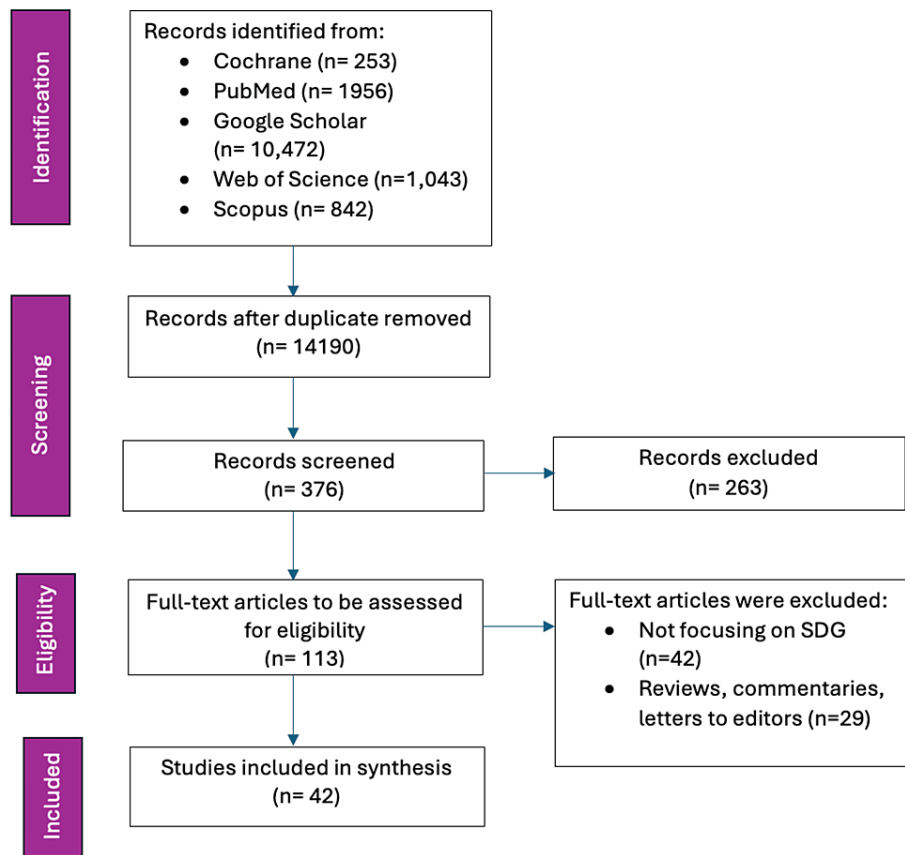 Identification
Records identified from:
• Cochrane (n= 253)
• PubMed (n= 1956)
• Google Scholar
(n= 10,472)
• Web of Science (n=1,043)
• Scopus (n= 842)
Screening
Records after duplicate removed
(n= 14190)
Records screened
(n= 376)
Records excluded
(n= 263)
Eligibility
Full-text articles to be assessed
for eligibility
(n= 113)
Full-text articles were excluded:
• Not focusing on SDG
(n=42)
• Reviews, commentaries,
letters to editors (n=29)
Included
Studies included in synthesis
(n= 42)